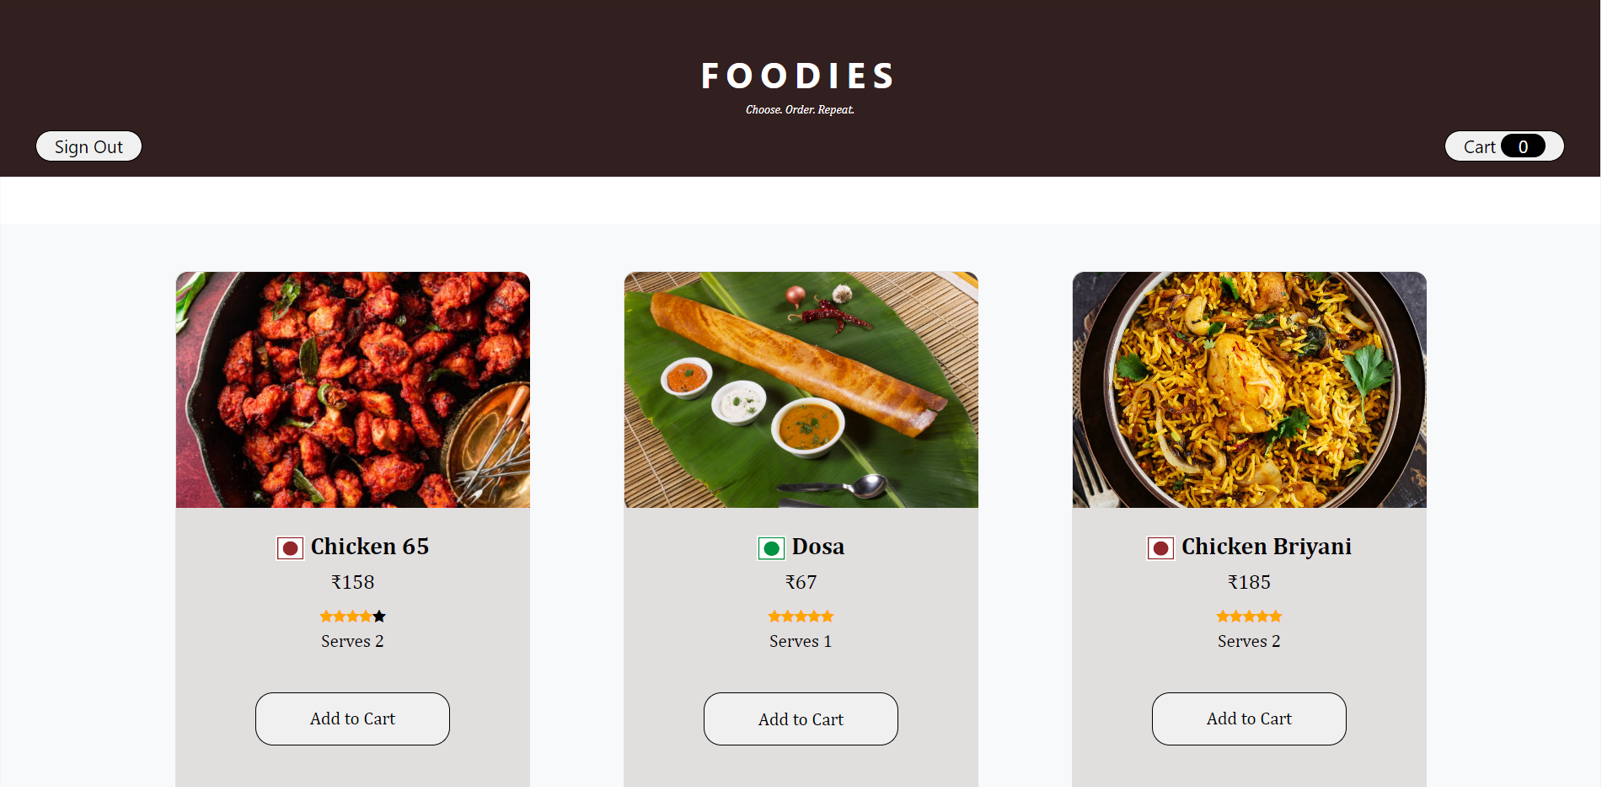 FOODIES
Choose. Order. Repeat.
Sign Out
Cart 0
Chicken 65
₹158
Serves 2
Add to Cart
Dosa
₹67
Serves 1
Add to Cart
Chicken Briyani
₹185
Serves 2
Add to Cart